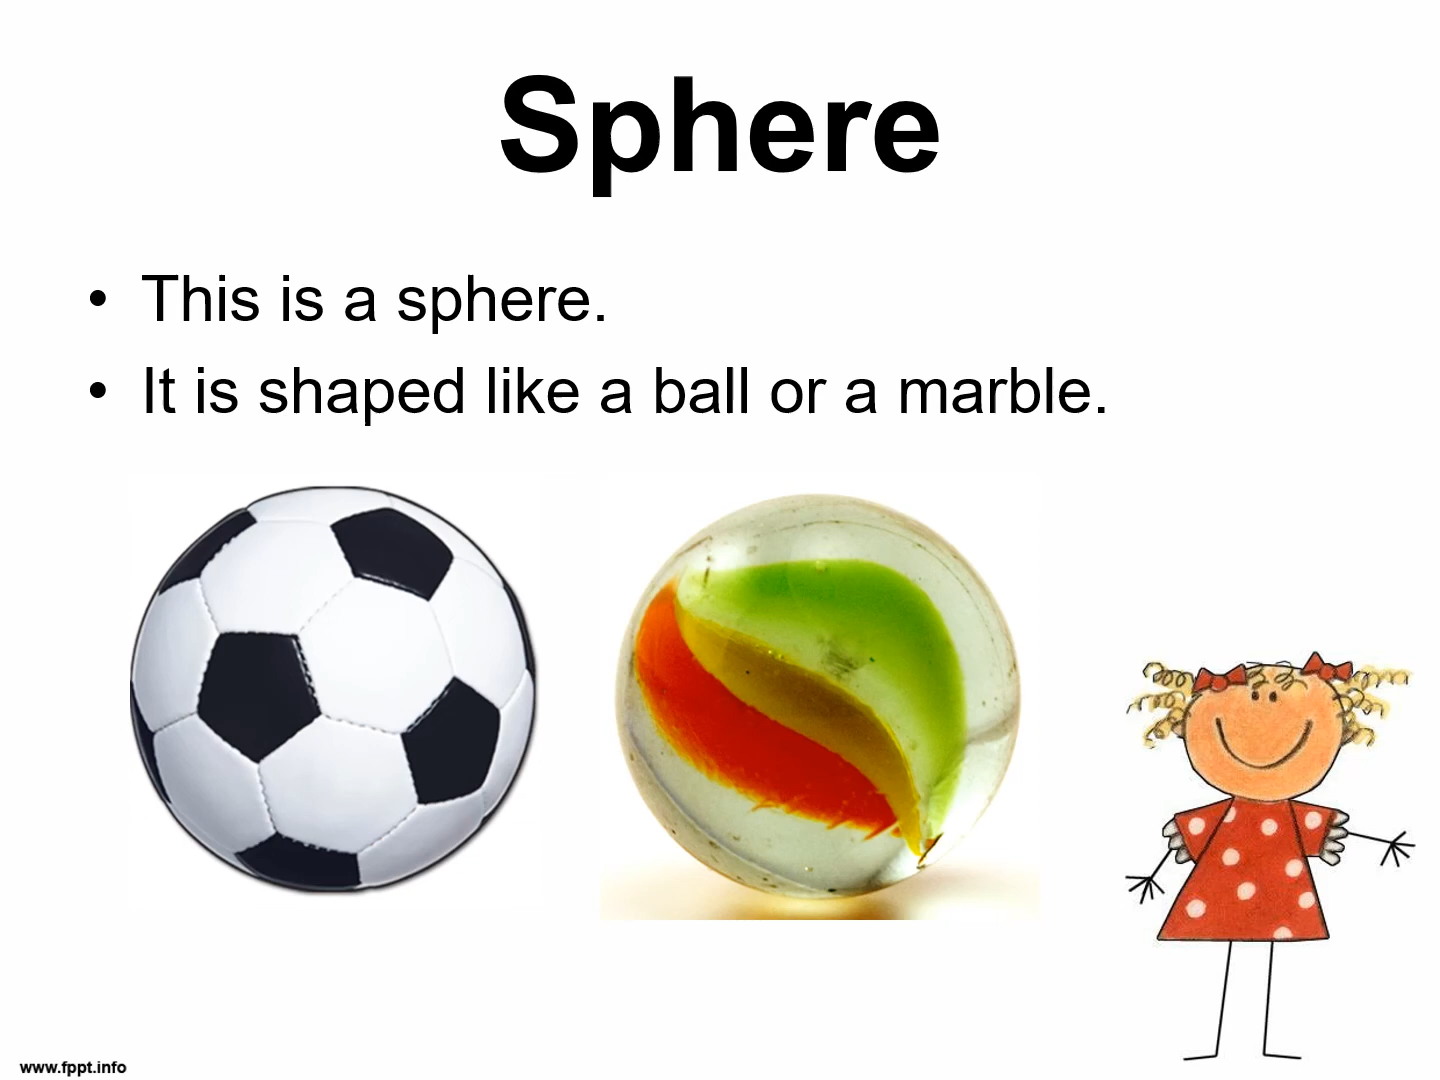 Sphere
• This is a sphere.
• It is shaped like a ball or a marble.
www.fppt.info